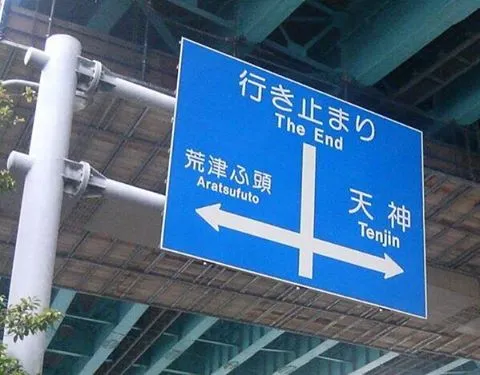 行き止まり
The End
荒津ふ頭
Aratsufuto
天神
Tenjin